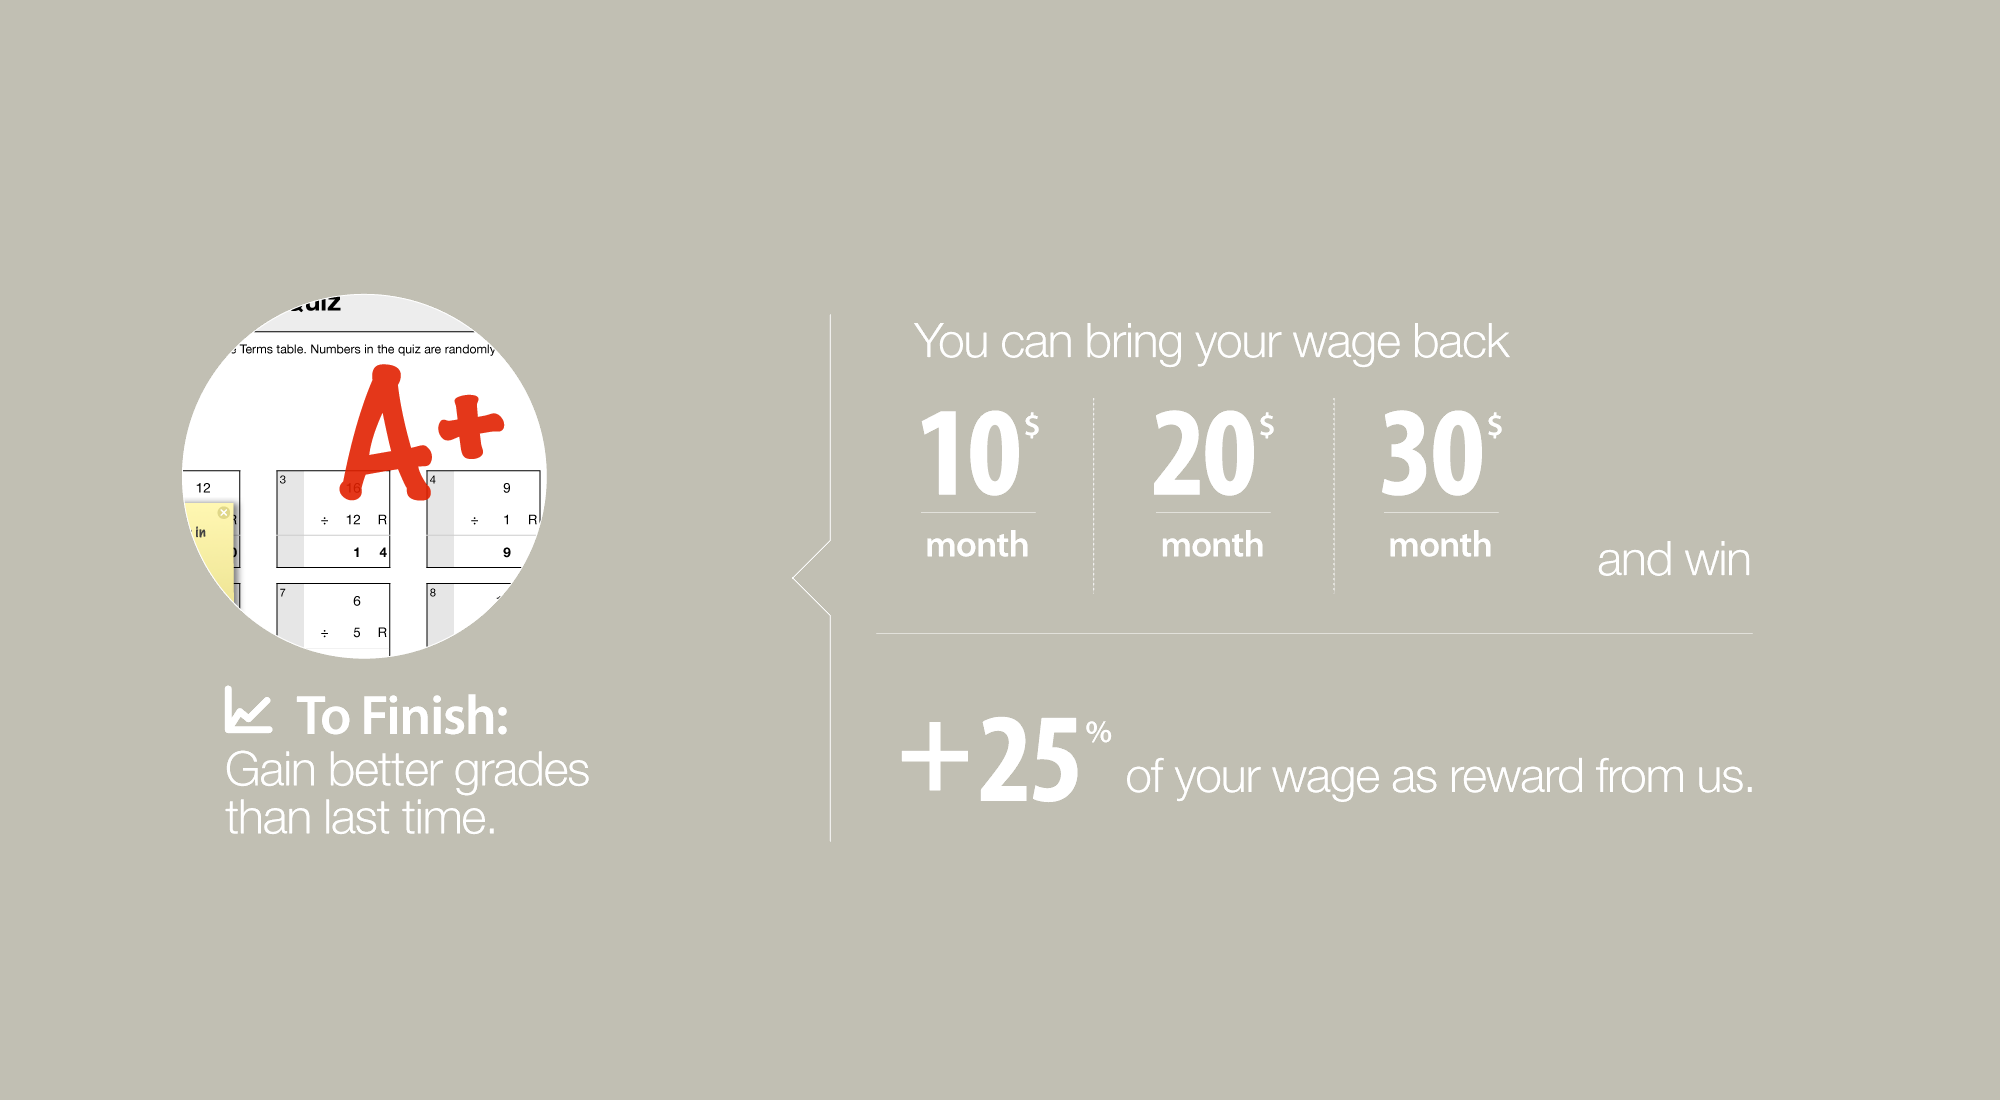 Quiz
Terms table. Numbers in the quiz are randomly
A+
12
R
in
3
16
÷ 12 R
1 4
4
9
÷ 1 R
9
7
6
÷ 5 R
8
To Finish:
Gain better grades
than last time.
You can bring your wage back
10$ 20$ 30$
month month month
and win
+25% of your wage as reward from us.